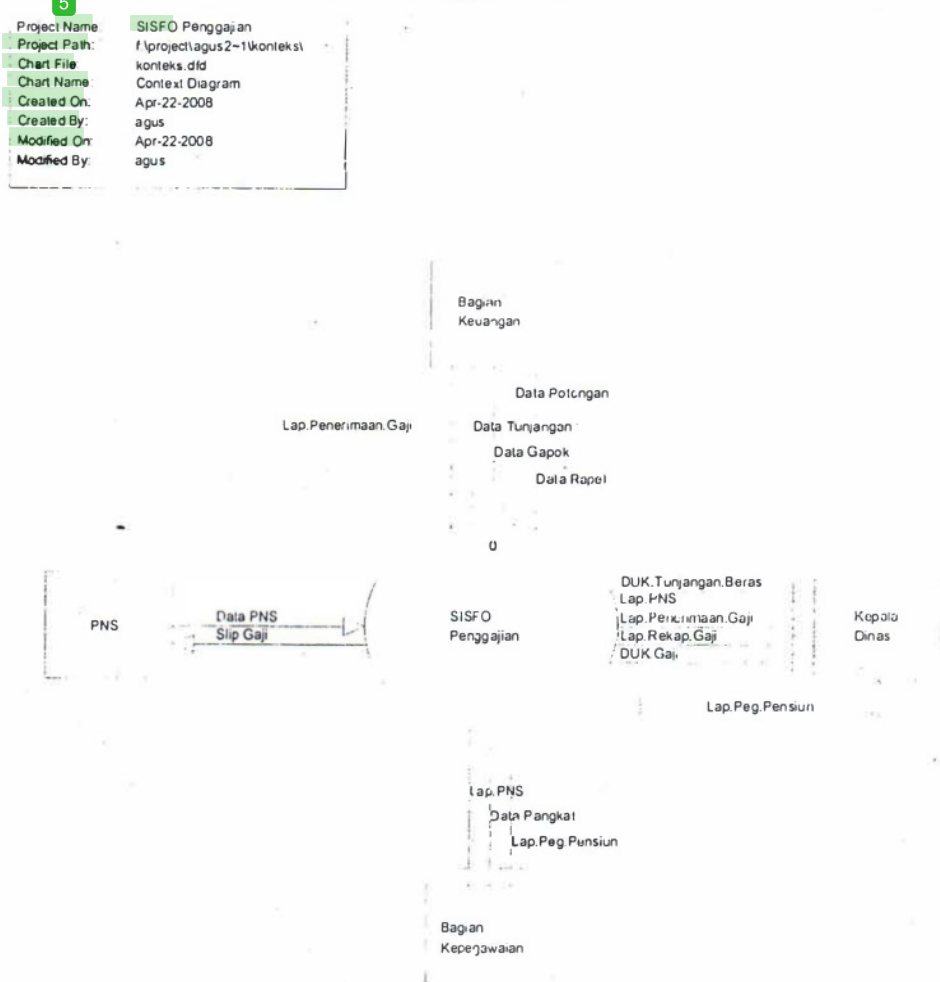 5
Project Name: SISFO Penggajian
Project Path: f:\project\agus2~1\konteks\
Chart File: konteks.dfd
Chart Name: Context Diagram
Created On: Apr-22-2008
Created By: agus
Modified On: Apr-22-2008
Modified By: agus
Bagian
Keuangan
Data Potongan
Lap.Penerimaan.Gaji
Data Tunjangan
Data Gapok
Data Rapel
0
PNS
Data PNS
Slip Gaji
SISFO
Penggajian
DUK.Tunjangan.Beras
Lap.PNS
Lap.Penerimaan.Gaji
Lap.Rekap.Gaji
DUK.Gaji
Kepala
Dinas
Lap.Peg.Pensiun
Lap.PNS
Data Pangkat
Lap.Peg.Pensiun
Bagian
Kepegawaian